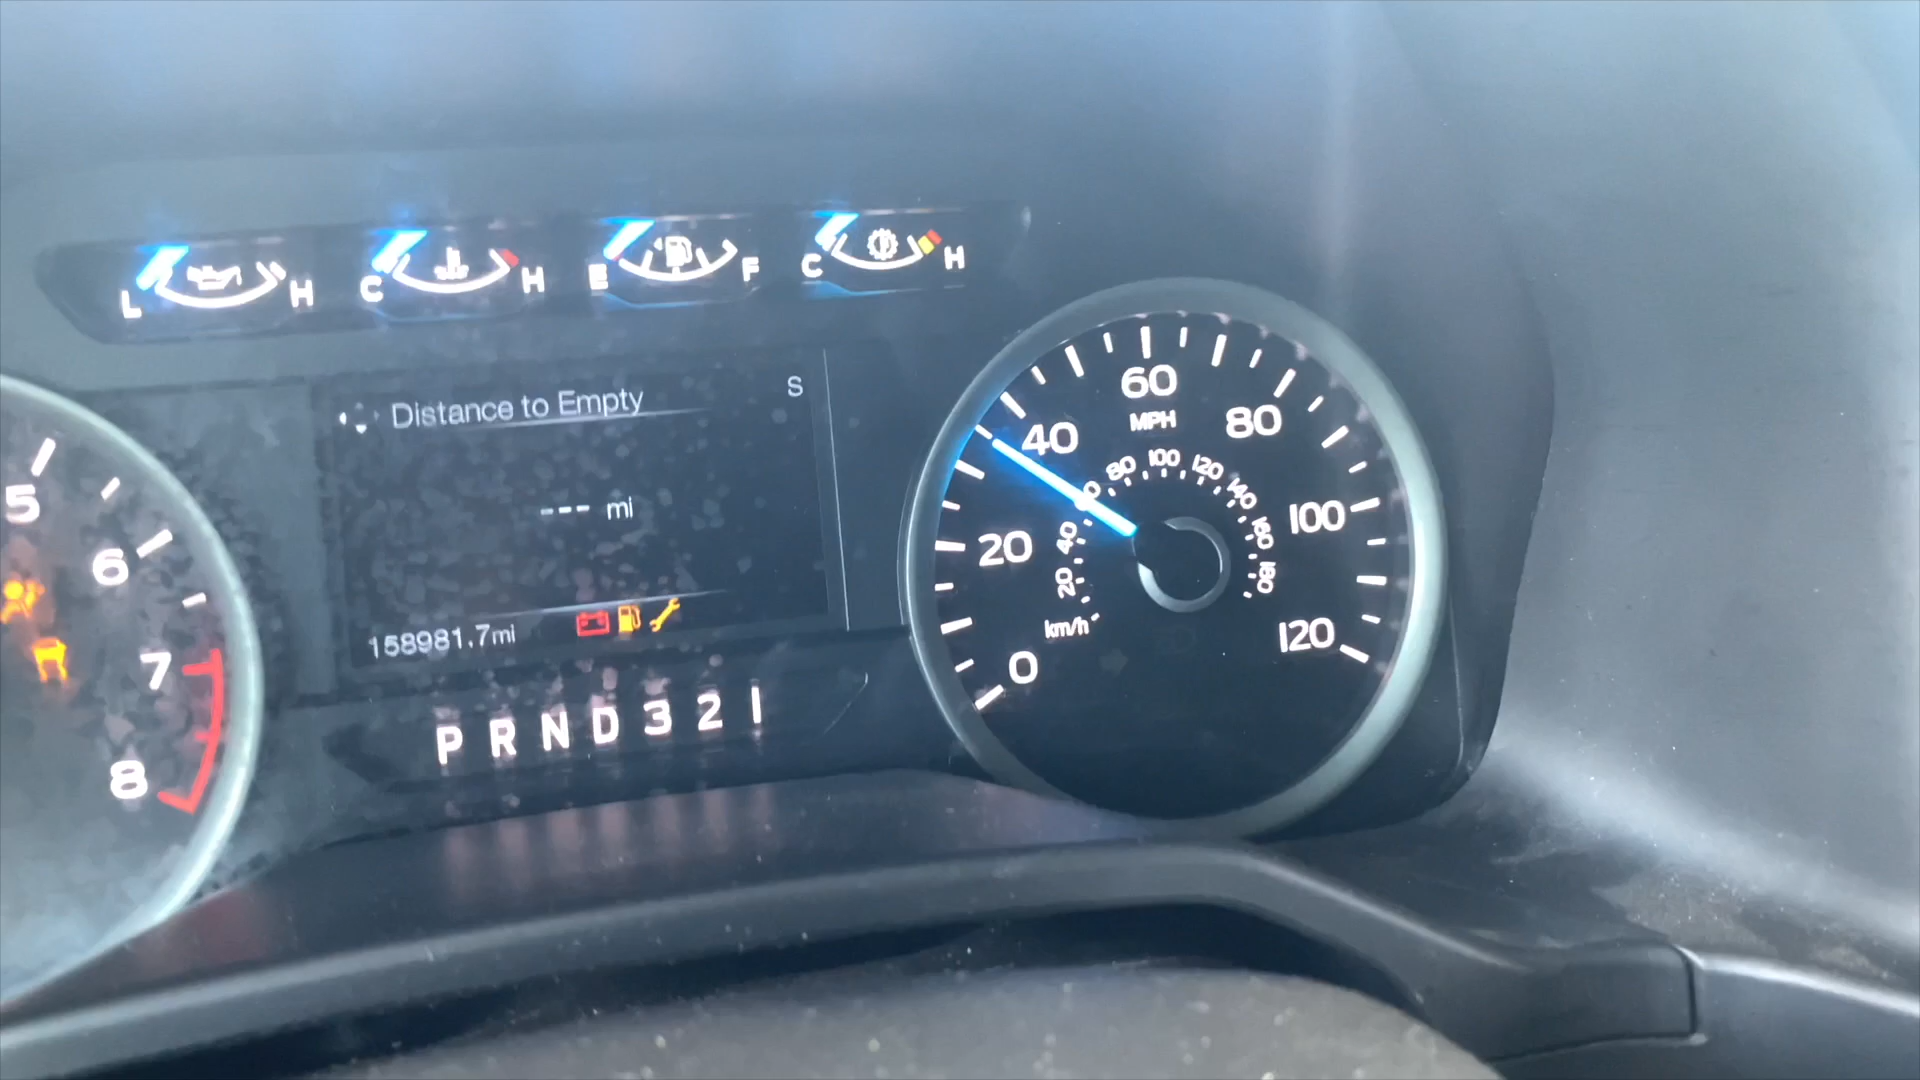 L H C H E F C H
Distance to Empty S
--- mi
158981.7mi
P R N D 3 2 1
5
6
7
8
0
20
40
60
80
100
120
MPH
20
40
80
100
120
140
160
180
km/h